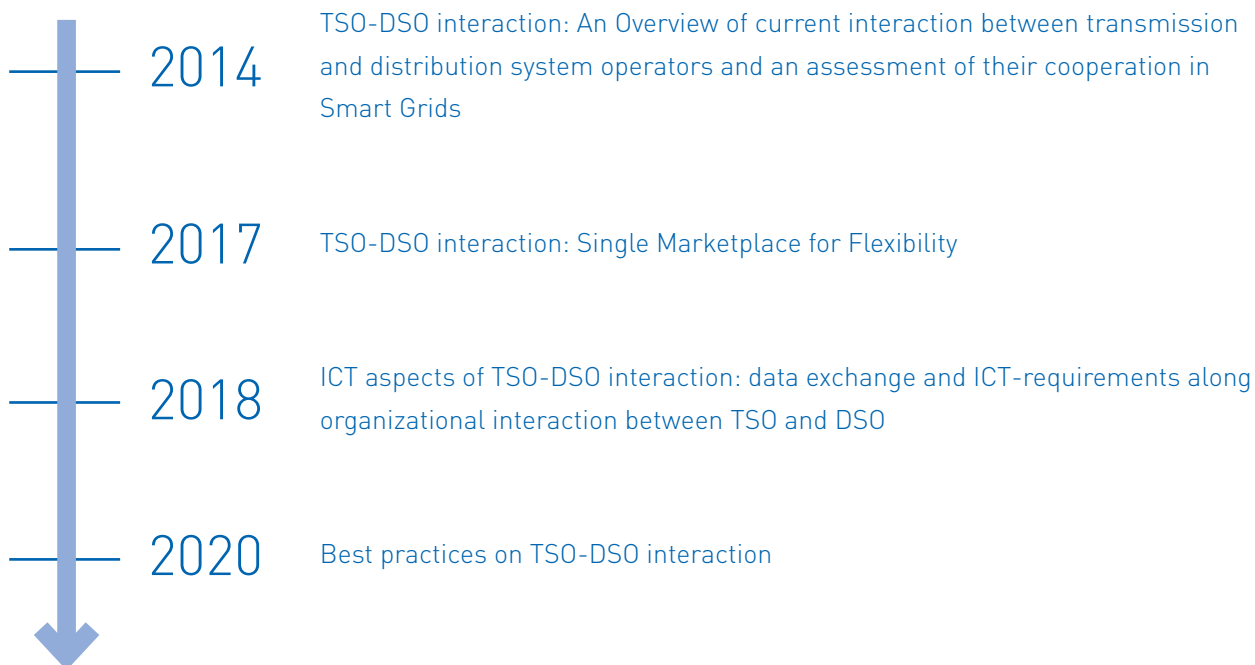 2014
TSO-DSO interaction: An Overview of current interaction between transmission
and distribution system operators and an assessment of their cooperation in
Smart Grids
2017
TSO-DSO interaction: Single Marketplace for Flexibility
2018
ICT aspects of TSO-DSO interaction: data exchange and ICT-requirements along
organizational interaction between TSO and DSO
2020
Best practices on TSO-DSO interaction